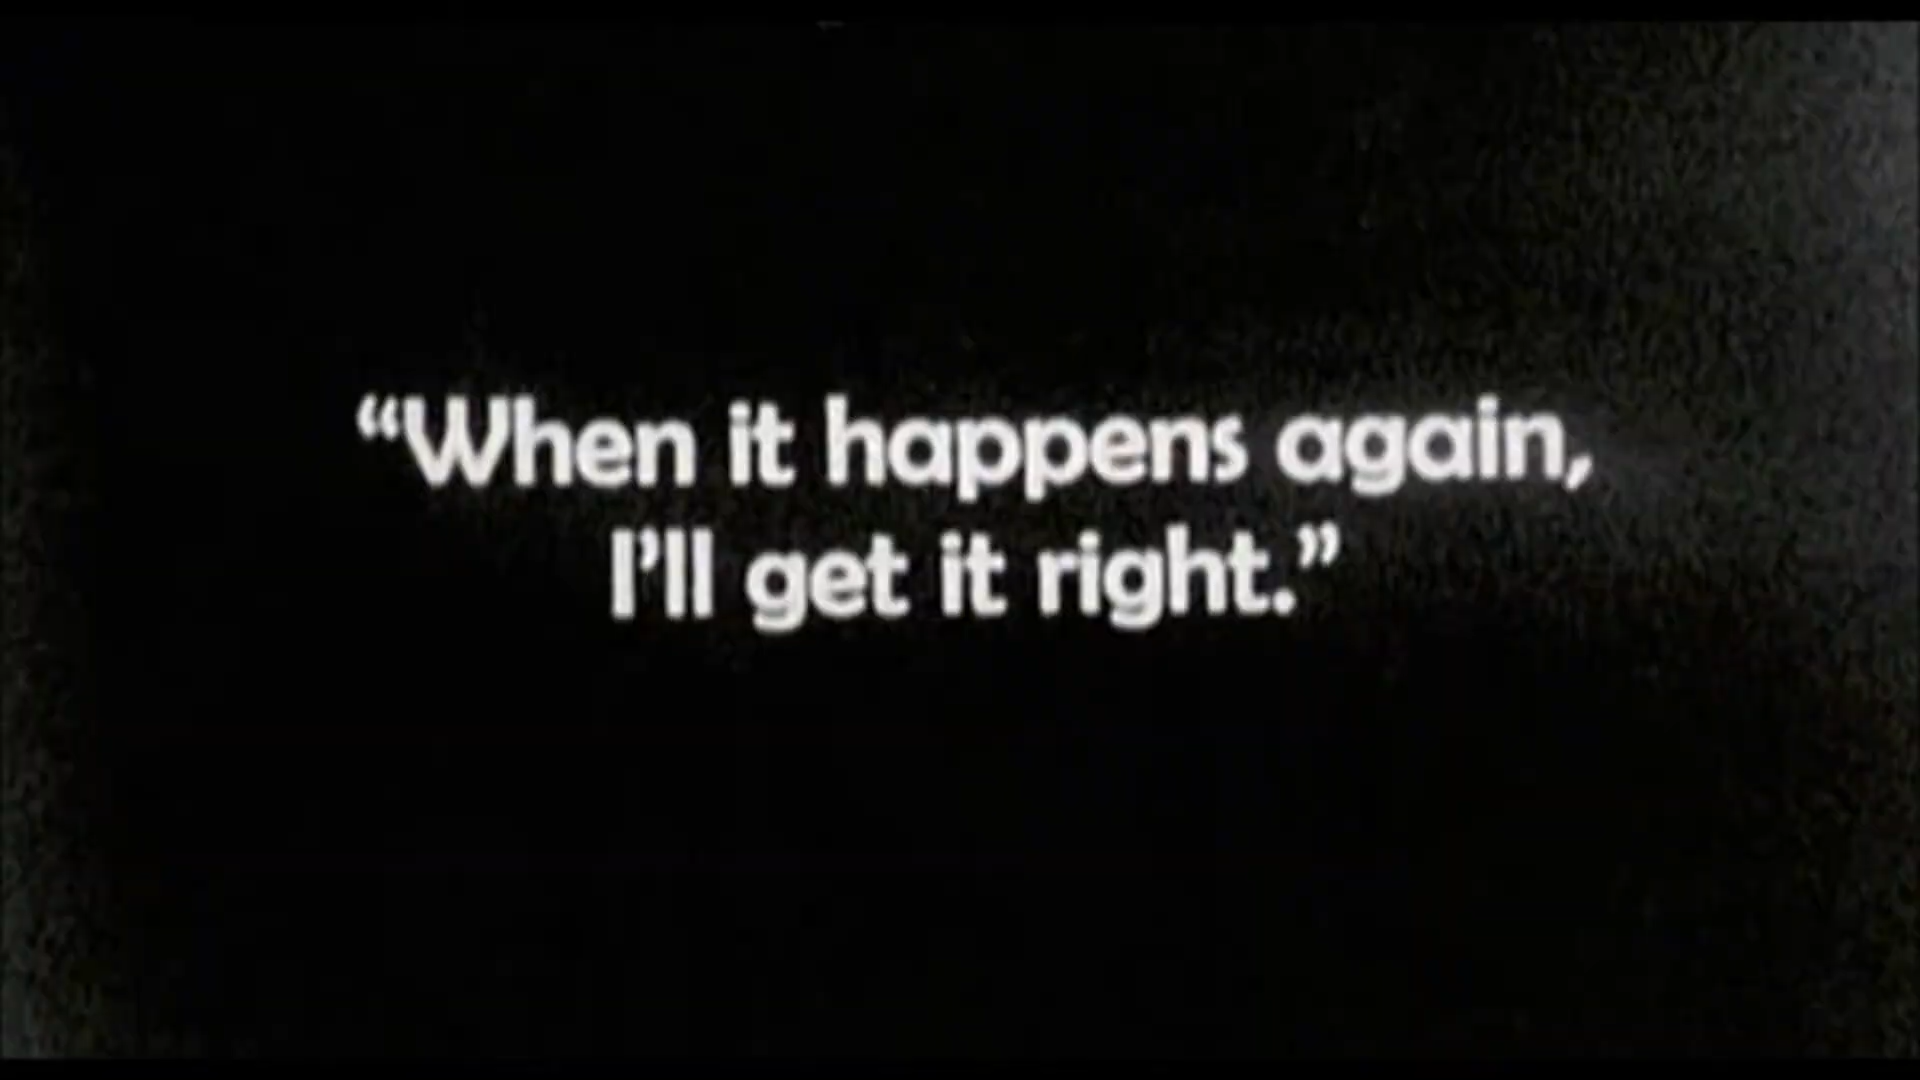 “When it happens again,
I’ll get it right.”